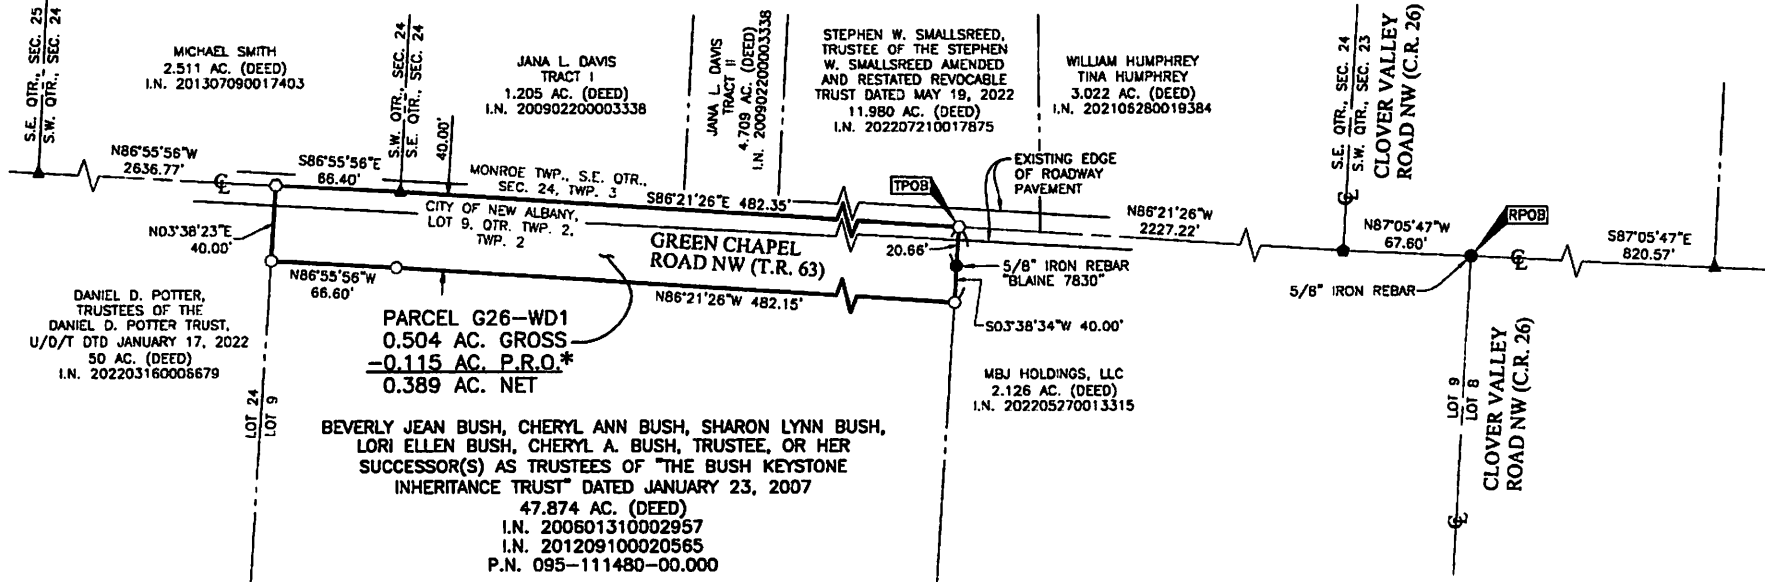 S.E. QTR., SEC. 25
S.W. QTR., SEC. 24
MICHAEL SMITH
2.511 AC. (DEED)
I.N. 201307090017403
S.W. QTR., SEC. 24
S.E. QTR., SEC. 24
40.00'
JANA L. DAVIS
TRACT I
1.205 AC. (DEED)
I.N. 200902200003338
JANA L. DAVIS
TRACT II
4.709 AC. (DEED)
I.N. 200902200003338
STEPHEN W. SMALLSREED,
TRUSTEE OF THE STEPHEN
W. SMALLSREED AMENDED
AND RESTATED REVOCABLE
TRUST DATED MAY 19, 2022
11.980 AC. (DEED)
I.N. 202207210017875
WILLIAM HUMPHREY
TINA HUMPHREY
3.022 AC. (DEED)
I.N. 202106280019384
S.E. QTR., SEC. 24
S.W. QTR., SEC. 23
CLOVER VALLEY
ROAD NW (C.R. 26)
N86°55'56"W
2636.77'
S86°55'56"E
66.40'
MONROE TWP., S.E. QTR.,
SEC. 24, TWP. 3
S86°21'26"E 482.35'
TPOB
EXISTING EDGE
OF ROADWAY
PAVEMENT
N86°21'26"W
2227.22'
N87°05'47"W
67.60'
RPOB
S87°05'47"E
820.57'
N03°38'23"E
40.00'
CITY OF NEW ALBANY,
LOT 9, QTR. TWP. 2,
TWP. 2
GREEN CHAPEL
ROAD NW (T.R. 63)
20.66'
5/8" IRON REBAR
"BLAINE 7830"
5/8" IRON REBAR
N86°55'56"W
66.60'
N86°21'26"W 482.15'
S03°38'34"W 40.00'
DANIEL D. POTTER,
TRUSTEES OF THE
DANIEL D. POTTER TRUST,
U/D/T DTD JANUARY 17, 2022
50 AC. (DEED)
I.N. 202203160006679
PARCEL G26-WD1
0.504 AC. GROSS
-0.115 AC. P.R.O.*
0.389 AC. NET
MBJ HOLDINGS, LLC
2.126 AC. (DEED)
I.N. 202205270013315
LOT 24
LOT 9
LOT 9
LOT 8
CLOVER VALLEY
ROAD NW (C.R. 26)
BEVERLY JEAN BUSH, CHERYL ANN BUSH, SHARON LYNN BUSH,
LORI ELLEN BUSH, CHERYL A. BUSH, TRUSTEE, OR HER
SUCCESSOR(S) AS TRUSTEES OF "THE BUSH KEYSTONE
INHERITANCE TRUST" DATED JANUARY 23, 2007
47.874 AC. (DEED)
I.N. 200601310002957
I.N. 201209100020565
P.N. 095-111480-00.000